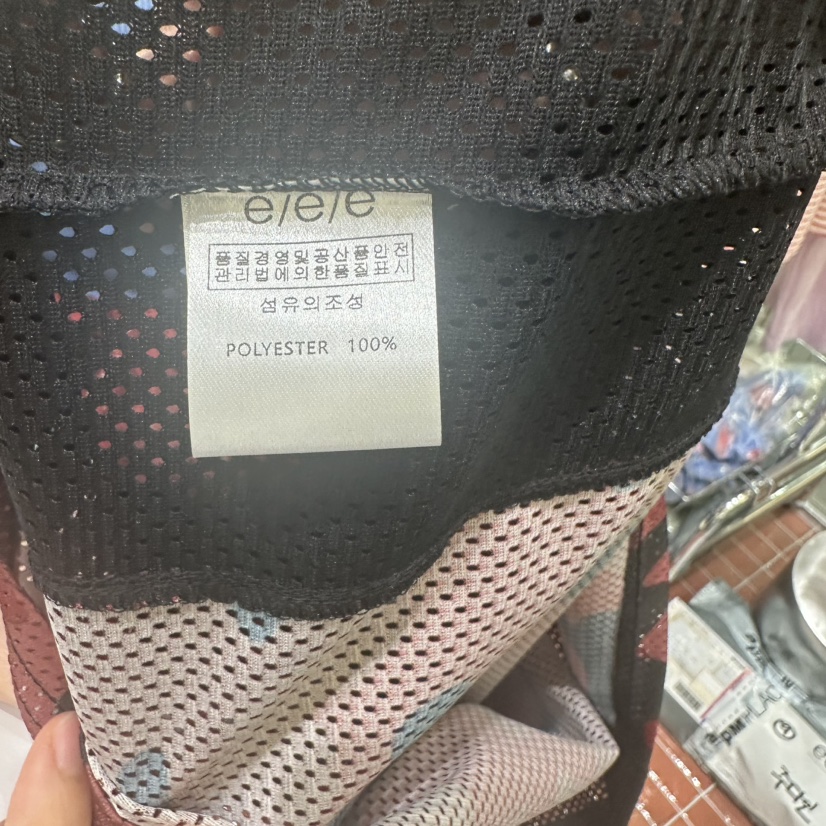 e/e/e
품질경영및공산품안전
관리법에의한품질표시
섬유의조성
POLYESTER 100%